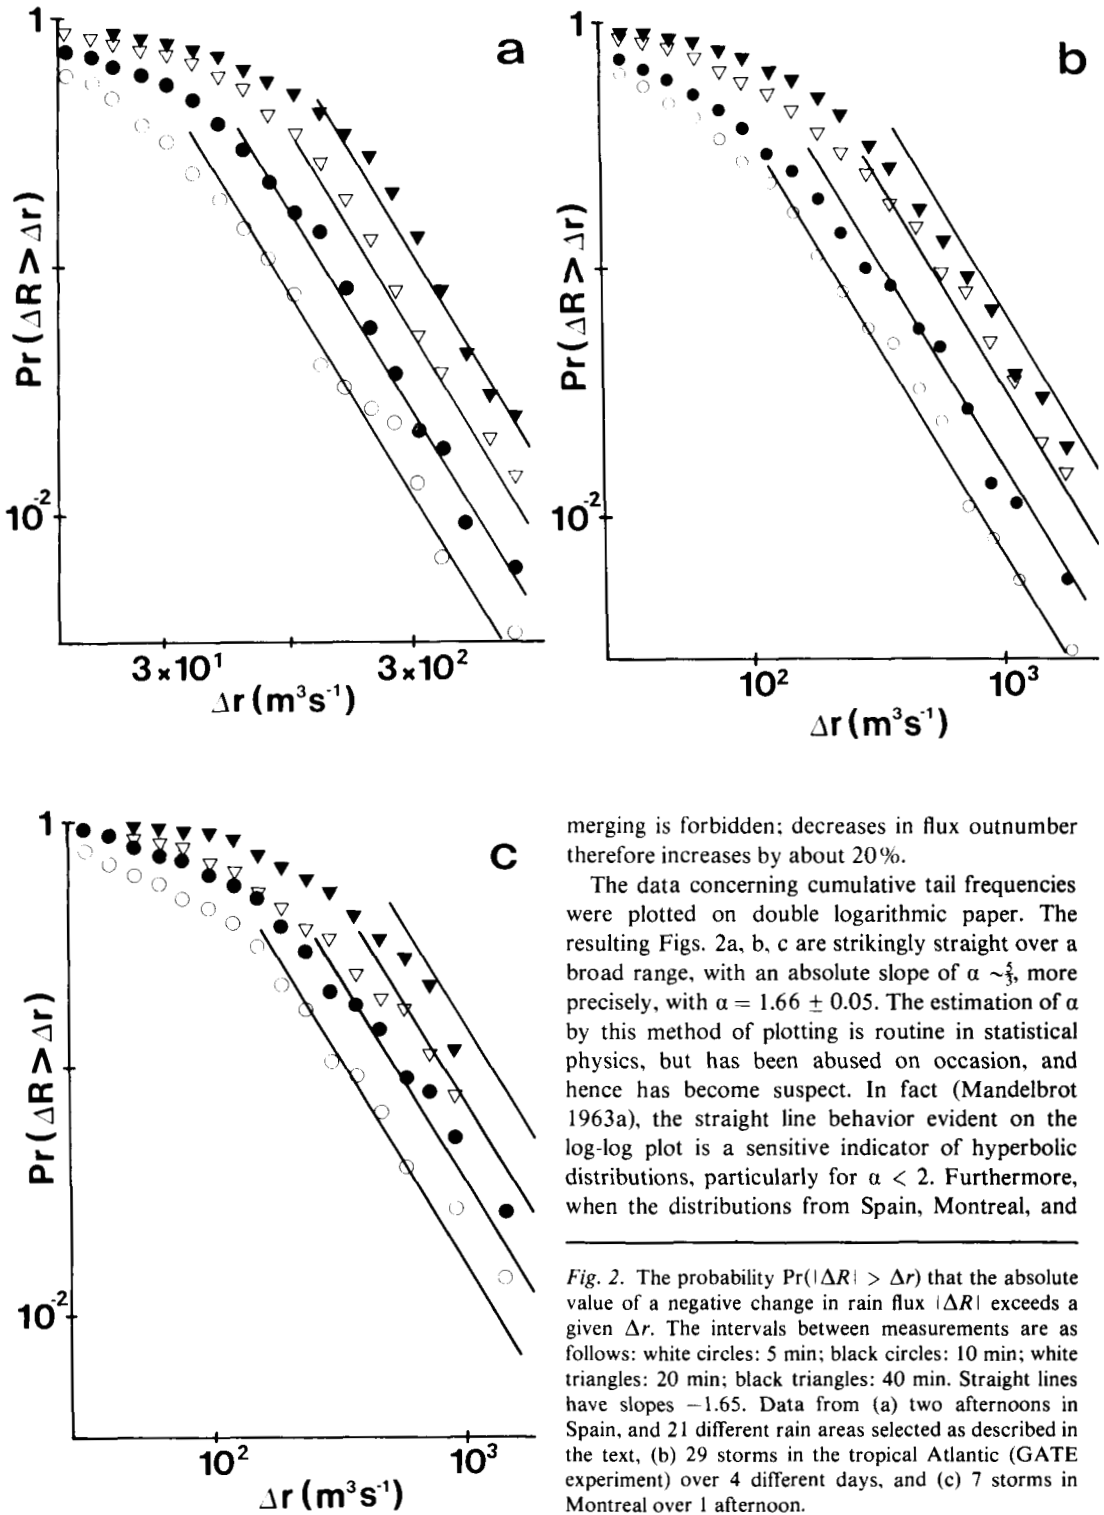 1
a
Pr(ΔR > Δr)
10⁻²
3×10¹
3×10²
Δr (m³s⁻¹)
1
b
Pr(ΔR > Δr)
10⁻²
10²
10³
Δr (m³s⁻¹)
1
c
Pr(ΔR > Δr)
10⁻²
10²
10³
Δr (m³s⁻¹)
merging is forbidden; decreases in flux outnumber
therefore increases by about 20%.
The data concerning cumulative tail frequencies
were plotted on double logarithmic paper. The
resulting Figs. 2a, b, c are strikingly straight over a
broad range, with an absolute slope of α ~5/3, more
precisely, with α = 1.66 ± 0.05. The estimation of α
by this method of plotting is routine in statistical
physics, but has been abused on occasion, and
hence has become suspect. In fact (Mandelbrot
1963a), the straight line behavior evident on the
log-log plot is a sensitive indicator of hyperbolic
distributions, particularly for α < 2. Furthermore,
when the distributions from Spain, Montreal, and
Fig. 2. The probability Pr(|ΔR| > Δr) that the absolute
value of a negative change in rain flux |ΔR| exceeds a
given Δr. The intervals between measurements are as
follows: white circles: 5 min; black circles: 10 min; white
triangles: 20 min; black triangles: 40 min. Straight lines
have slopes −1.65. Data from (a) two afternoons in
Spain, and 21 different rain areas selected as described in
the text, (b) 29 storms in the tropical Atlantic (GATE
experiment) over 4 different days, and (c) 7 storms in
Montreal over 1 afternoon.